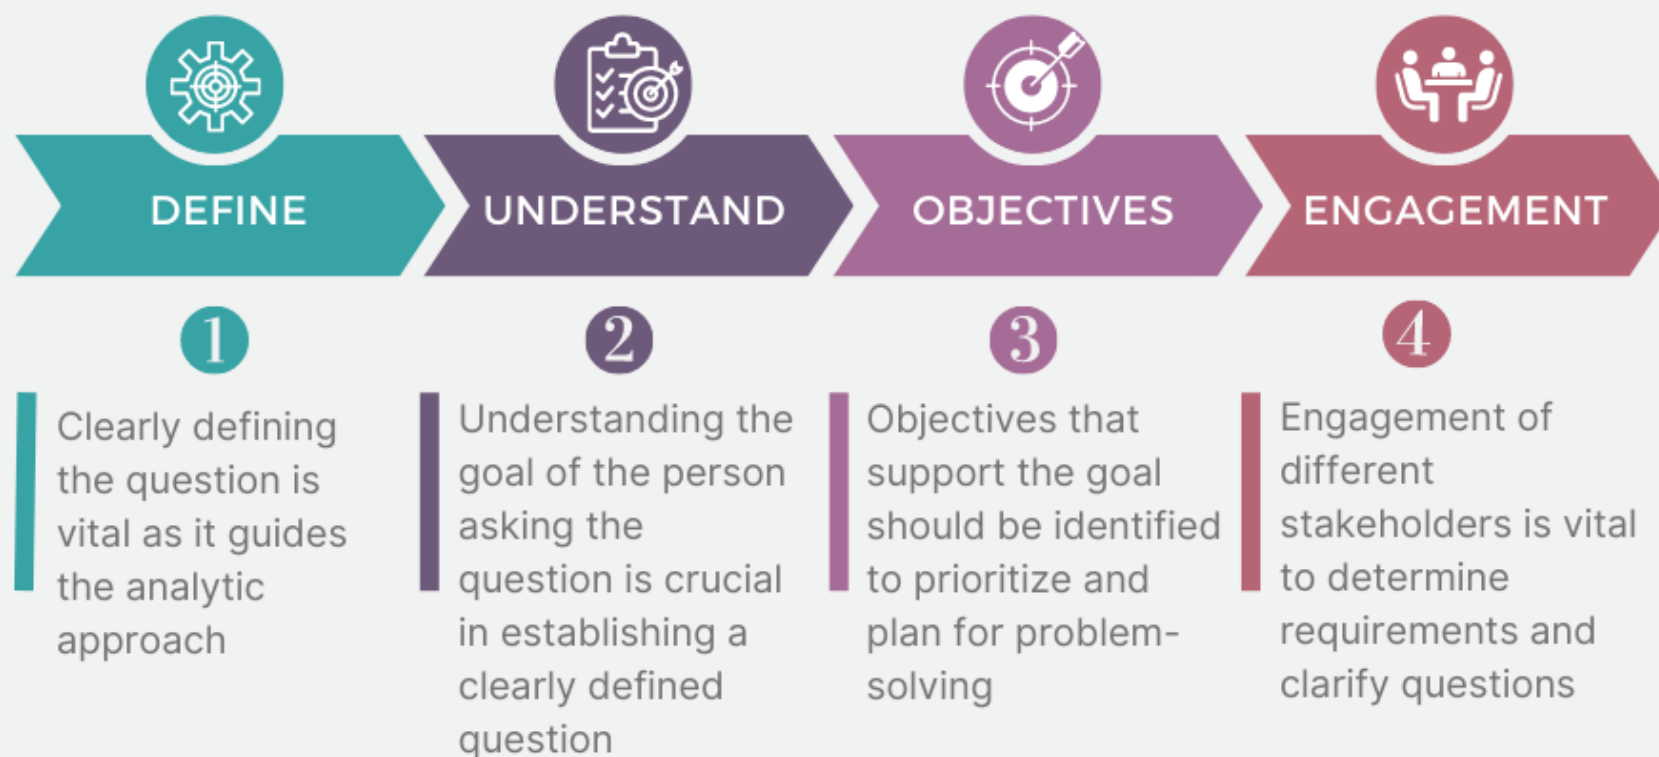 DEFINE
UNDERSTAND
OBJECTIVES
ENGAGEMENT
1
Clearly defining
the question is
vital as it guides
the analytic
approach
2
Understanding the
goal of the person
asking the
question is crucial
in establishing a
clearly defined
question
3
Objectives that
support the goal
should be identified
to prioritize and
plan for problem-
solving
4
Engagement of
different
stakeholders is vital
to determine
requirements and
clarify questions